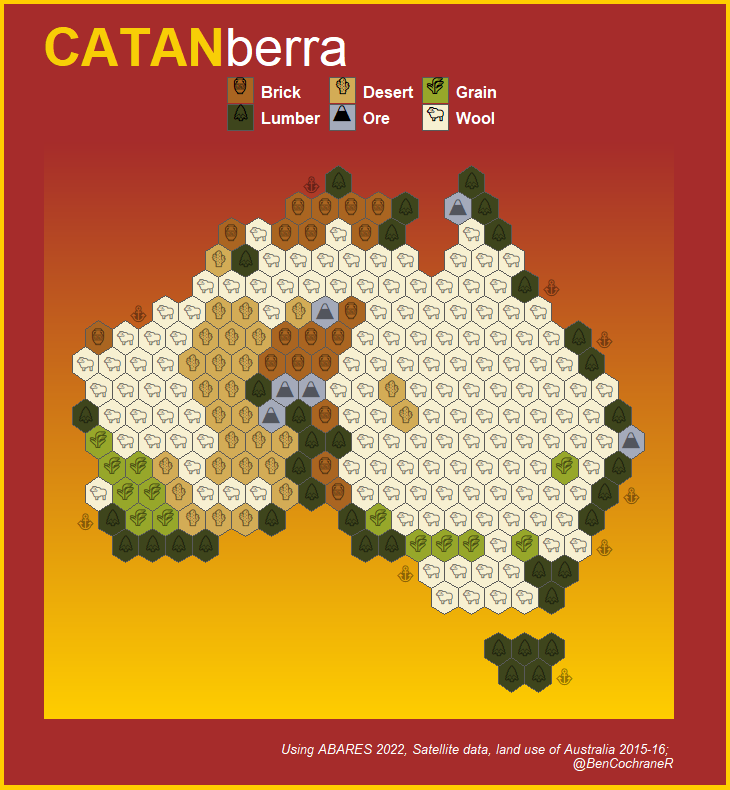 CATANberra
Brick Desert Grain
Lumber Ore Wool
Using ABARES 2022, Satellite data, land use of Australia 2015-16;
@BenCochraneR